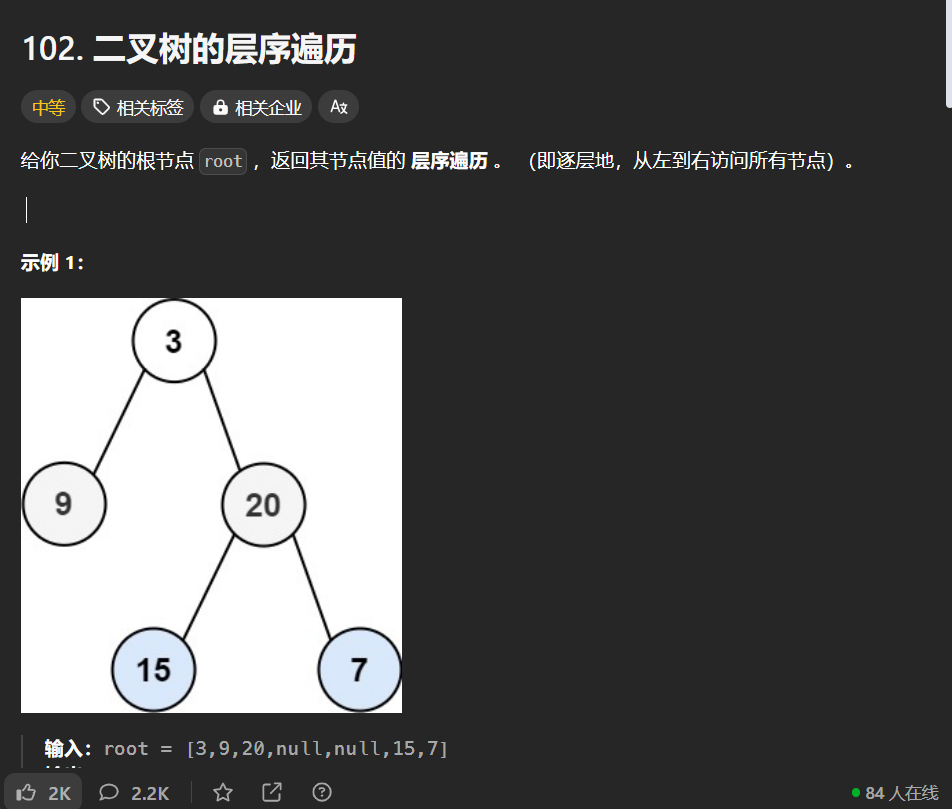 102. 二叉树的层序遍历
中等 相关标签 相关企业
给你二叉树的根节点 root ，返回其节点值的 层序遍历 。 （即逐层地，从左到右访问所有节点）。
示例 1：
3
9 20
15 7
输入：root = [3,9,20,null,null,15,7]
2K 2.2K 84 人在线